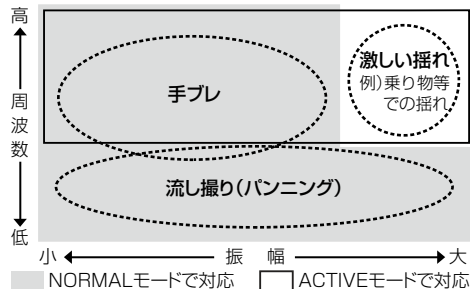 高
周波数
低
手ブレ
激しい揺れ
例)乗り物等
での揺れ
流し撮り(パンニング)
小 振幅 大
NORMALモードで対応 ACTIVEモードで対応